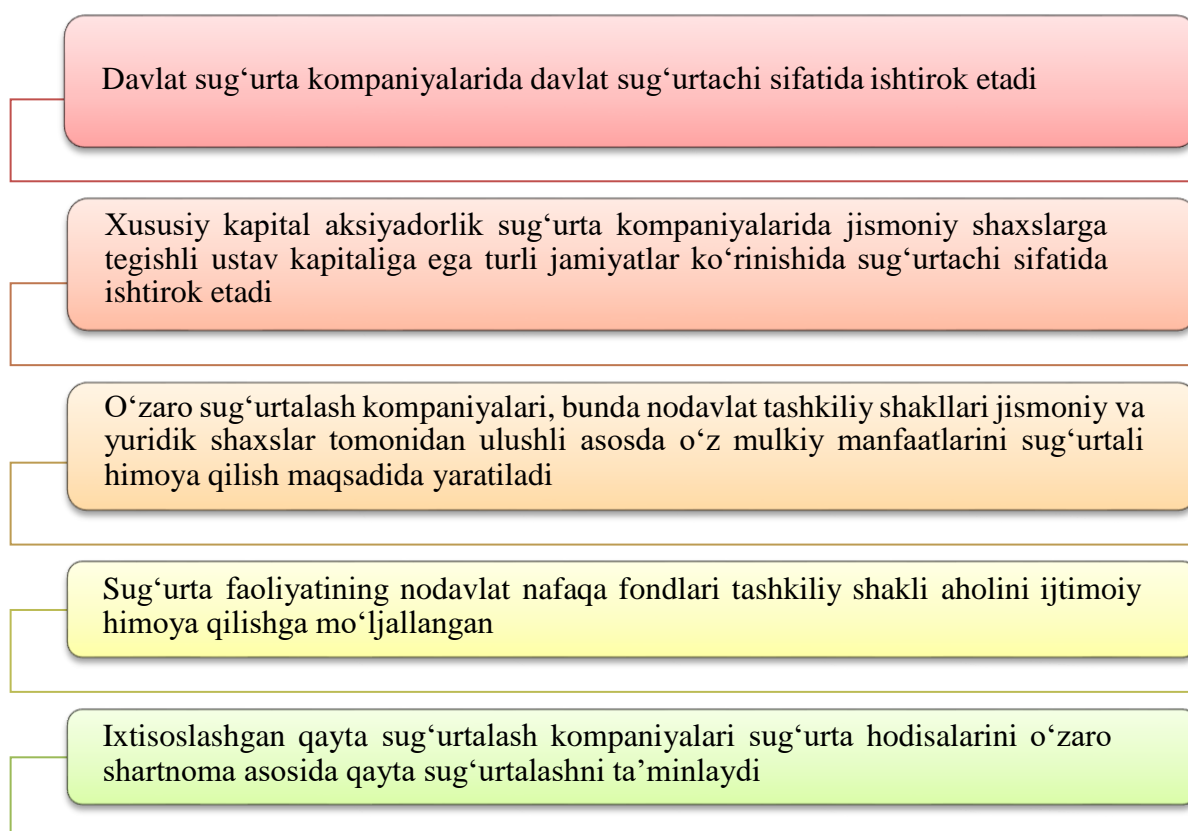 Davlat sug‘urta kompaniyalarida davlat sug‘urtachi sifatida ishtirok etadi
Xususiy kapital aksiyadorlik sug‘urta kompaniyalarida jismoniy shaxslarga
tegishli ustav kapitaliga ega turli jamiyatlar ko‘rinishida sug‘urtachi sifatida
ishtirok etadi
O‘zaro sug‘urtalash kompaniyalari, bunda nodavlat tashkiliy shakllari jismoniy va
yuridik shaxslar tomonidan ulushli asosda o‘z mulkiy manfaatlarini sug‘urtali
himoya qilish maqsadida yaratiladi
Sug‘urta faoliyatining nodavlat nafaqa fondlari tashkiliy shakli aholini ijtimoiy
himoya qilishga mo‘ljallangan
Ixtisoslashgan qayta sug‘urtalash kompaniyalari sug‘urta hodisalarini o‘zaro
shartnoma asosida qayta sug‘urtalashni ta’minlaydi